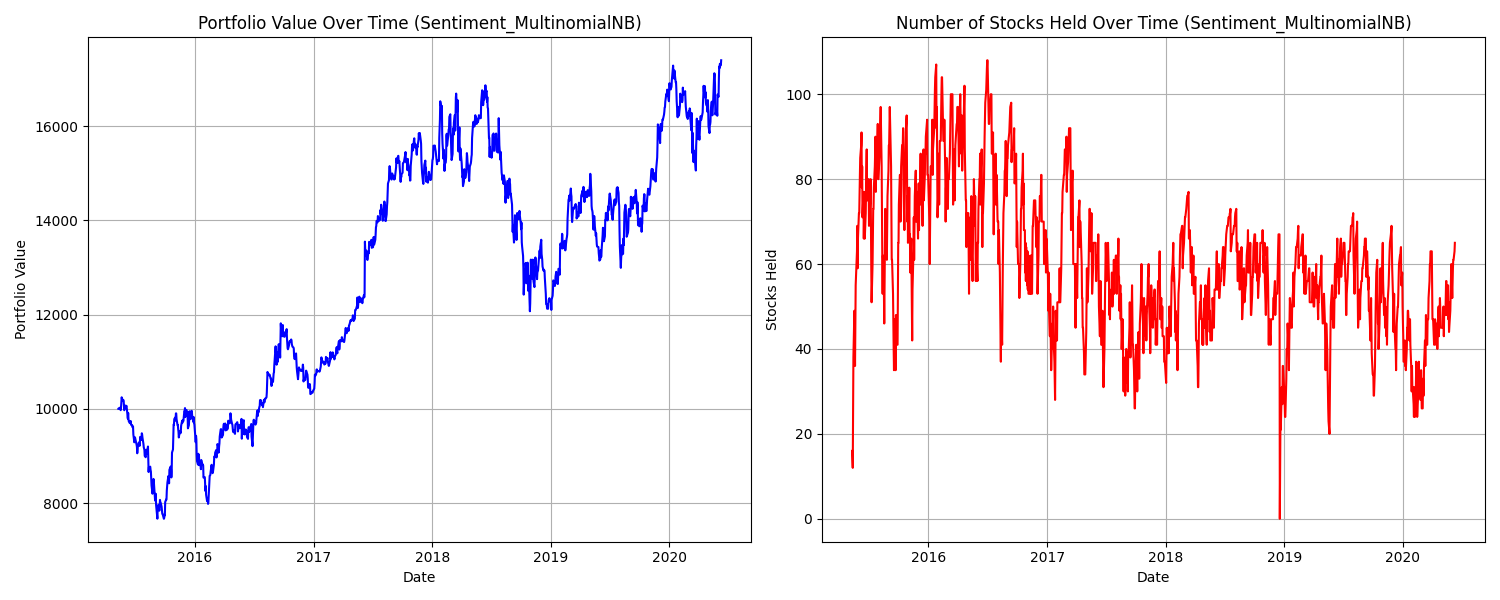 Portfolio Value Over Time (Sentiment_MultinomialNB)
Portfolio Value
16000
14000
12000
10000
8000
2016 2017 2018 2019 2020
Date
Number of Stocks Held Over Time (Sentiment_MultinomialNB)
Stocks Held
100
80
60
40
20
0
2016 2017 2018 2019 2020
Date